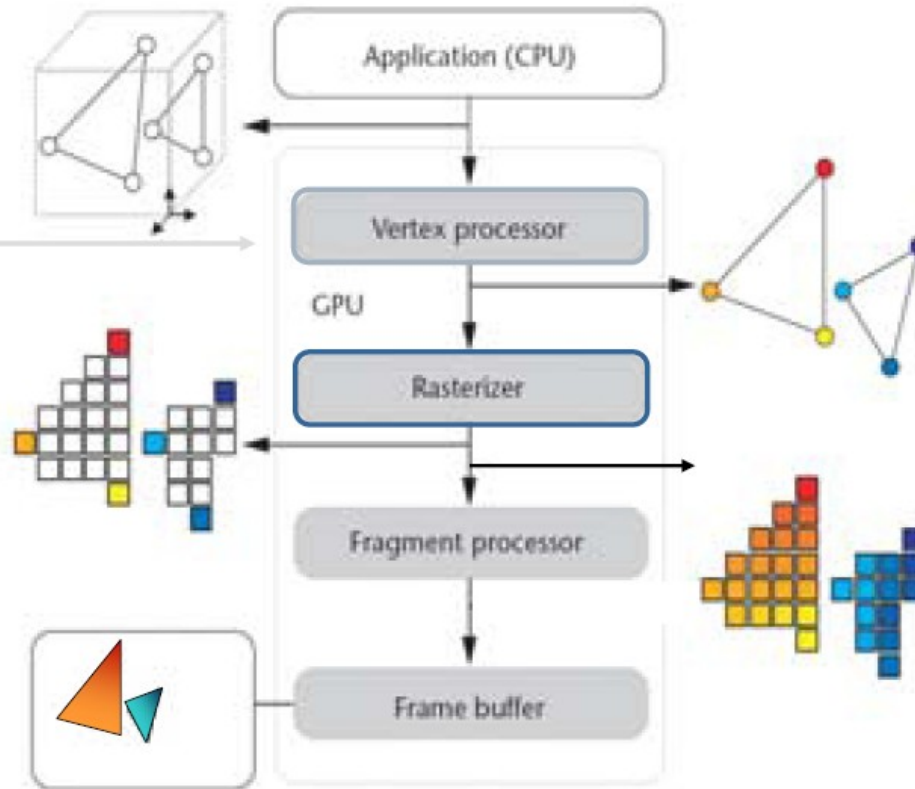 Application (CPU)
Vertex processor
GPU
Rasterizer
Fragment processor
Frame buffer